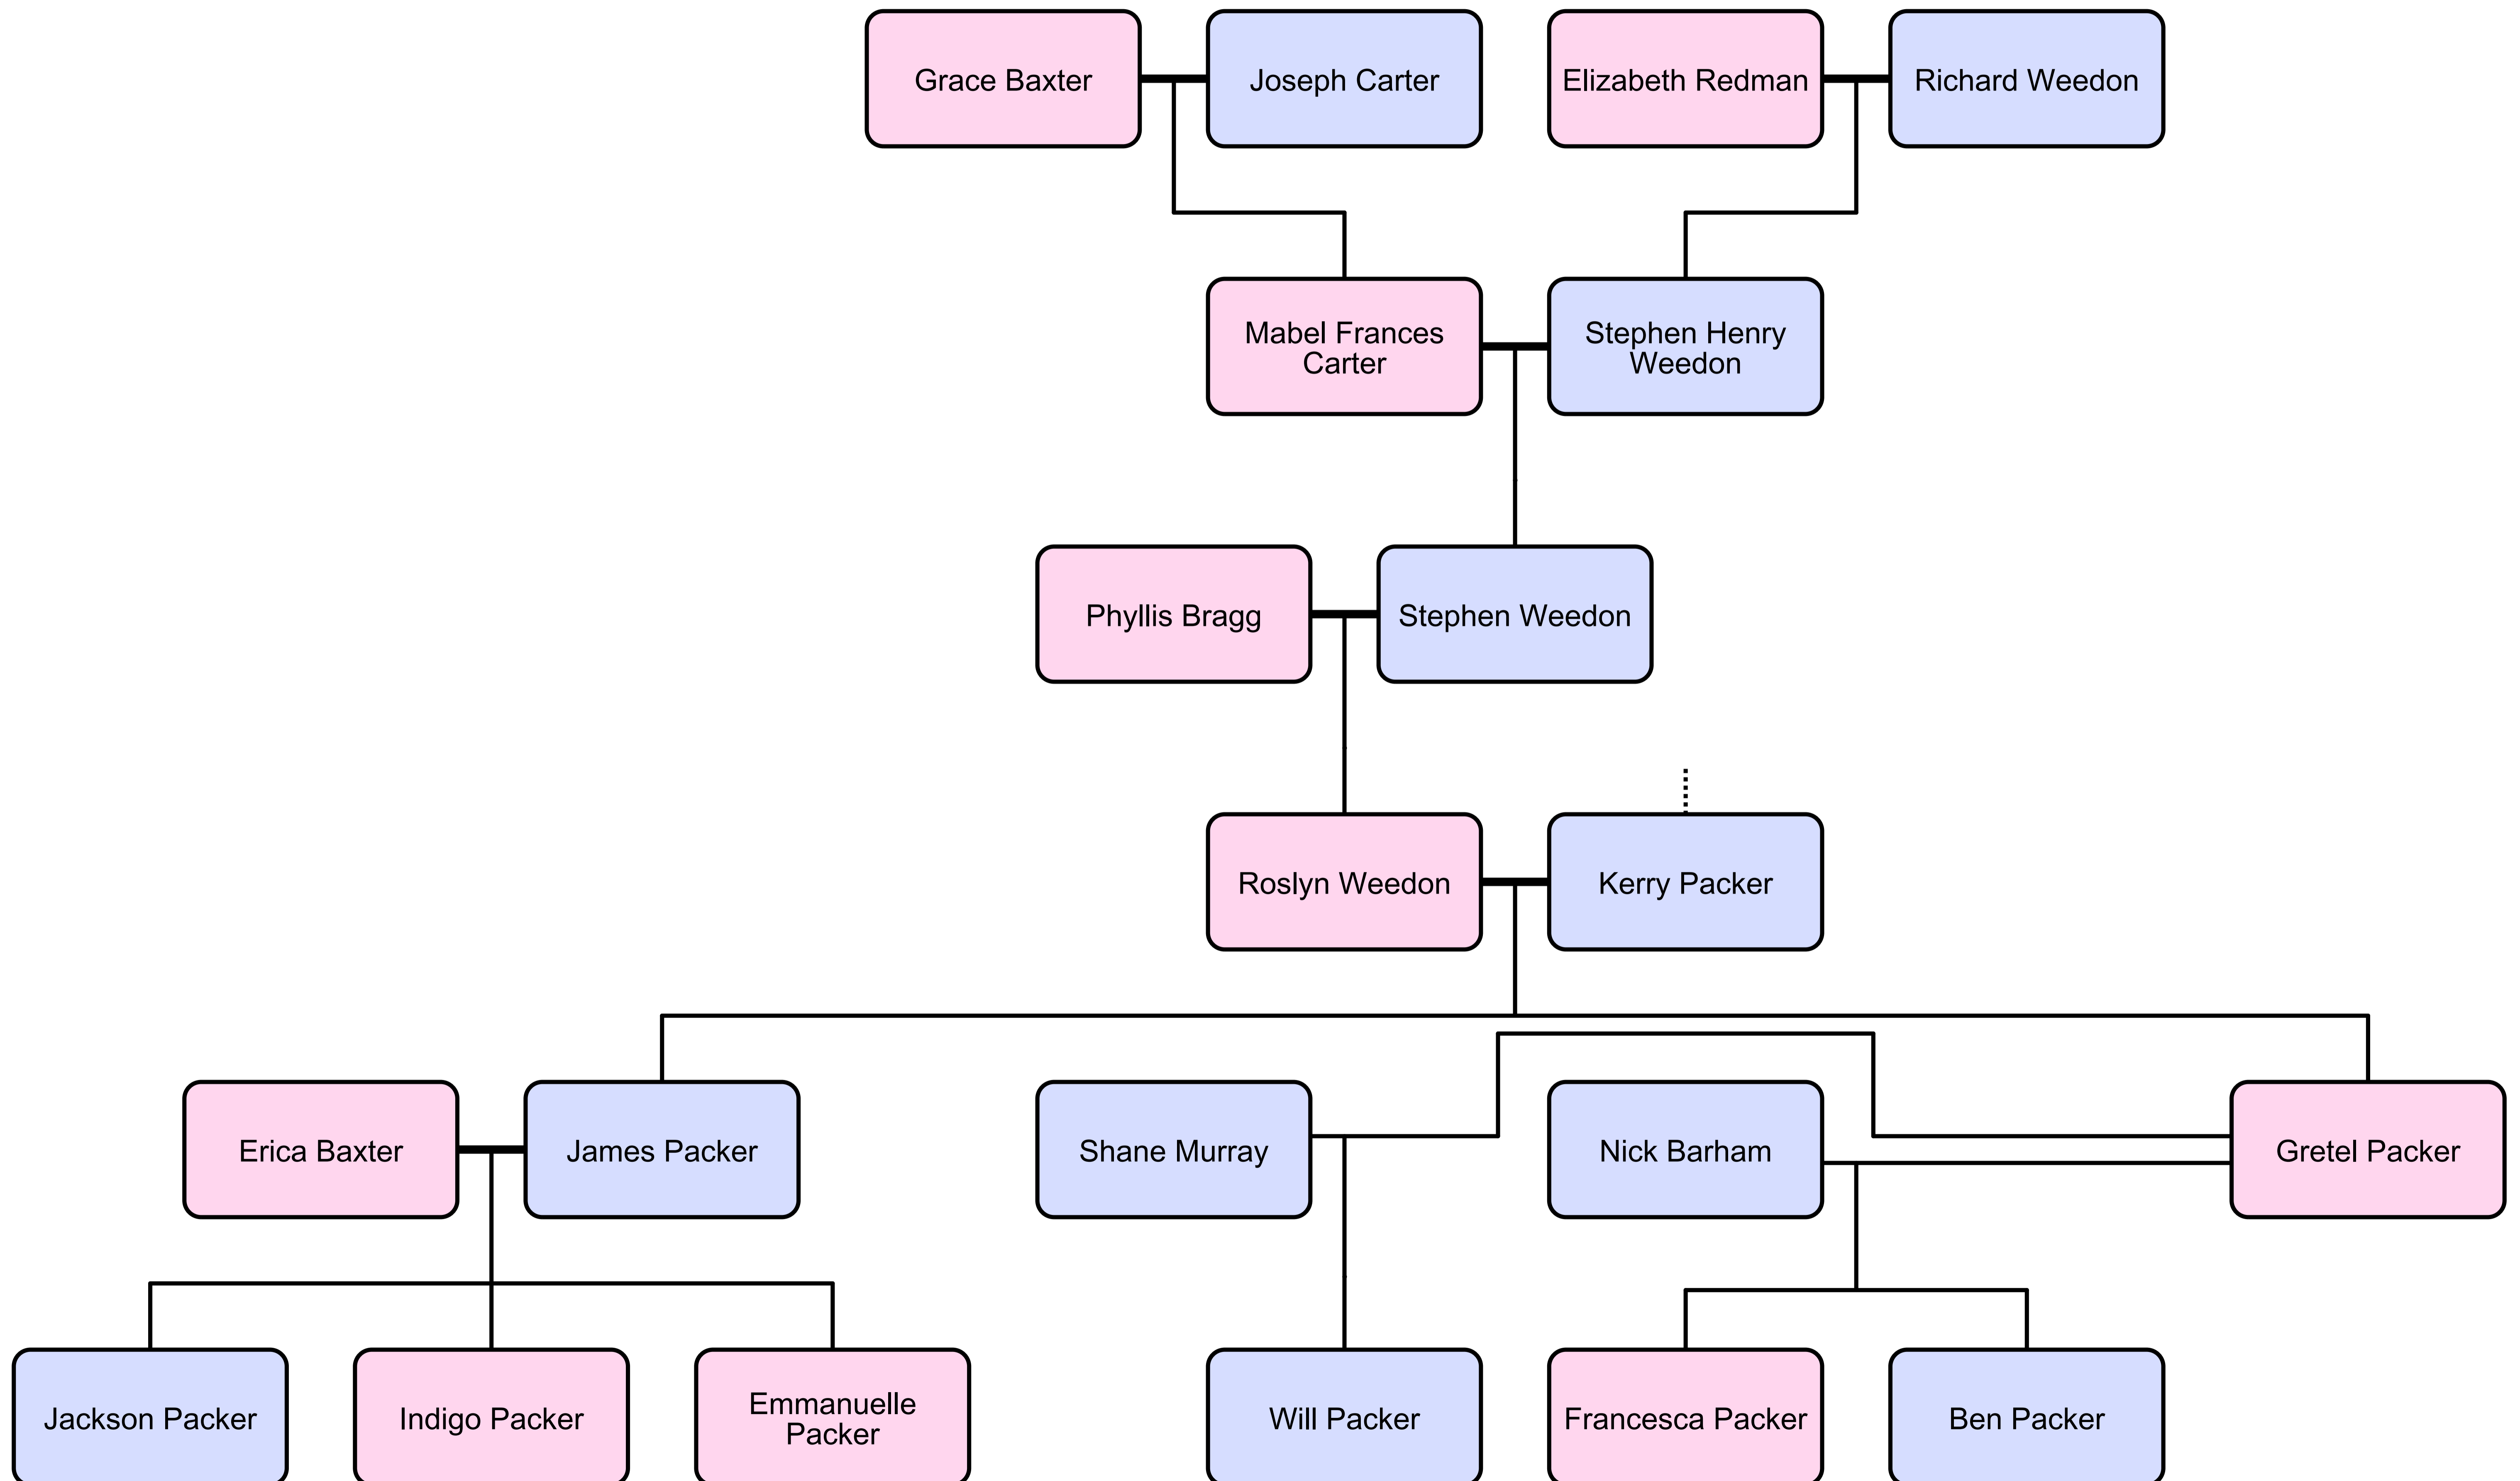 Grace Baxter
Joseph Carter
Elizabeth Redman
Richard Weedon
Mabel Frances
Carter
Stephen Henry
Weedon
Phyllis Bragg
Stephen Weedon
Roslyn Weedon
Kerry Packer
Erica Baxter
James Packer
Shane Murray
Nick Barham
Gretel Packer
Jackson Packer
Indigo Packer
Emmanuelle
Packer
Will Packer
Francesca Packer
Ben Packer